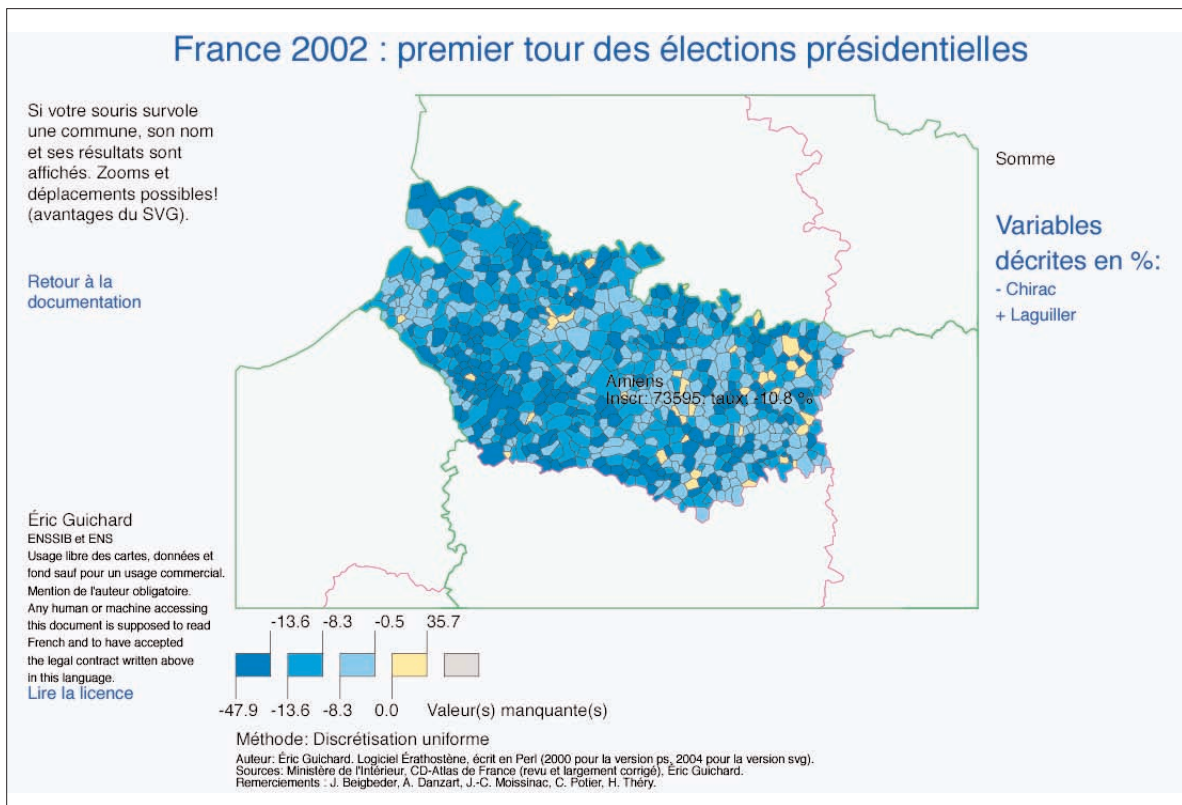 France 2002 : premier tour des élections présidentielles
Si votre souris survole
une commune, son nom
et ses résultats sont
affichés. Zooms et
déplacements possibles!
(avantages du SVG).
Retour à la
documentation
Somme
Variables
décrites en %:
- Chirac
+ Laguiller
Amiens
Inscr: 73595: taux: -10.8 %
Éric Guichard
ENSSIB et ENS
Usage libre des cartes, données et
fond sauf pour un usage commercial.
Mention de l'auteur obligatoire.
Any human or machine accessing
this document is supposed to read
French and to have accepted
the legal contract written above
in this language.
Lire la licence
-13.6 -8.3 -0.5 35.7
-47.9 -13.6 -8.3 0.0 Valeur(s) manquante(s)
Méthode: Discrétisation uniforme
Auteur: Éric Guichard. Logiciel Érathostène, écrit en Perl (2000 pour la version ps, 2004 pour la version svg).
Sources: Ministère de l'Intérieur, CD-Atlas de France (revu et largement corrigé), Éric Guichard.
Remerciements : J. Beigbeder, A. Danzart, J.-C. Moissinac, C. Potier, H. Théry.